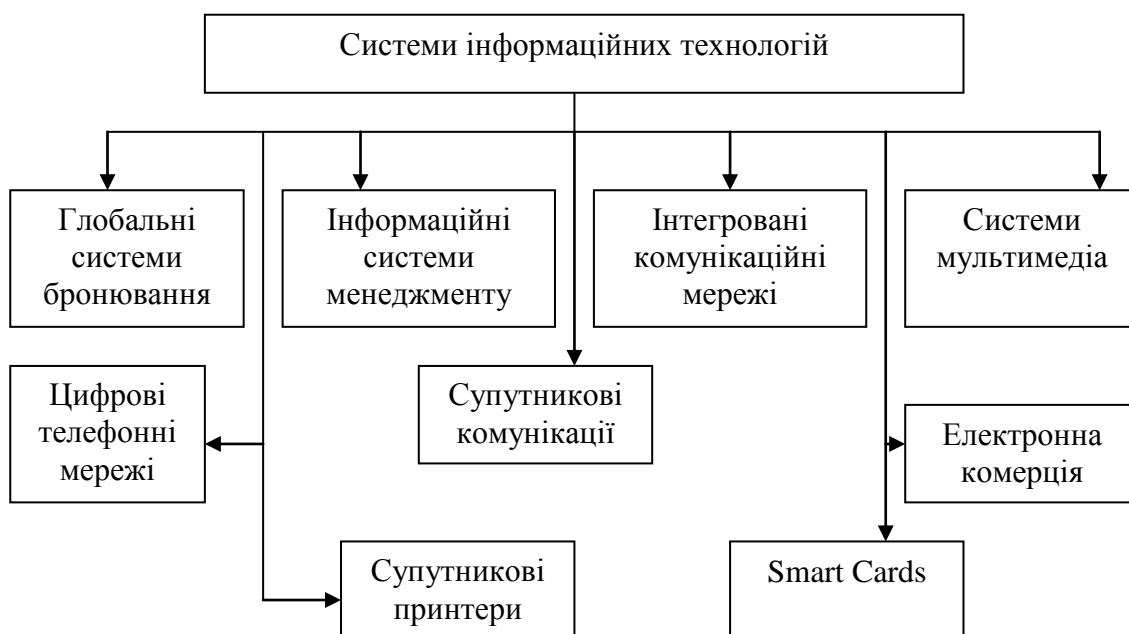 Системи інформаційних технологій
Глобальні
системи
бронювання
Інформаційні
системи
менеджменту
Інтегровані
комунікаційні
мережі
Системи
мультимедіа
Цифрові
телефонні
мережі
Супутникові
комунікації
Електронна
комерція
Супутникові
принтери
Smart Cards